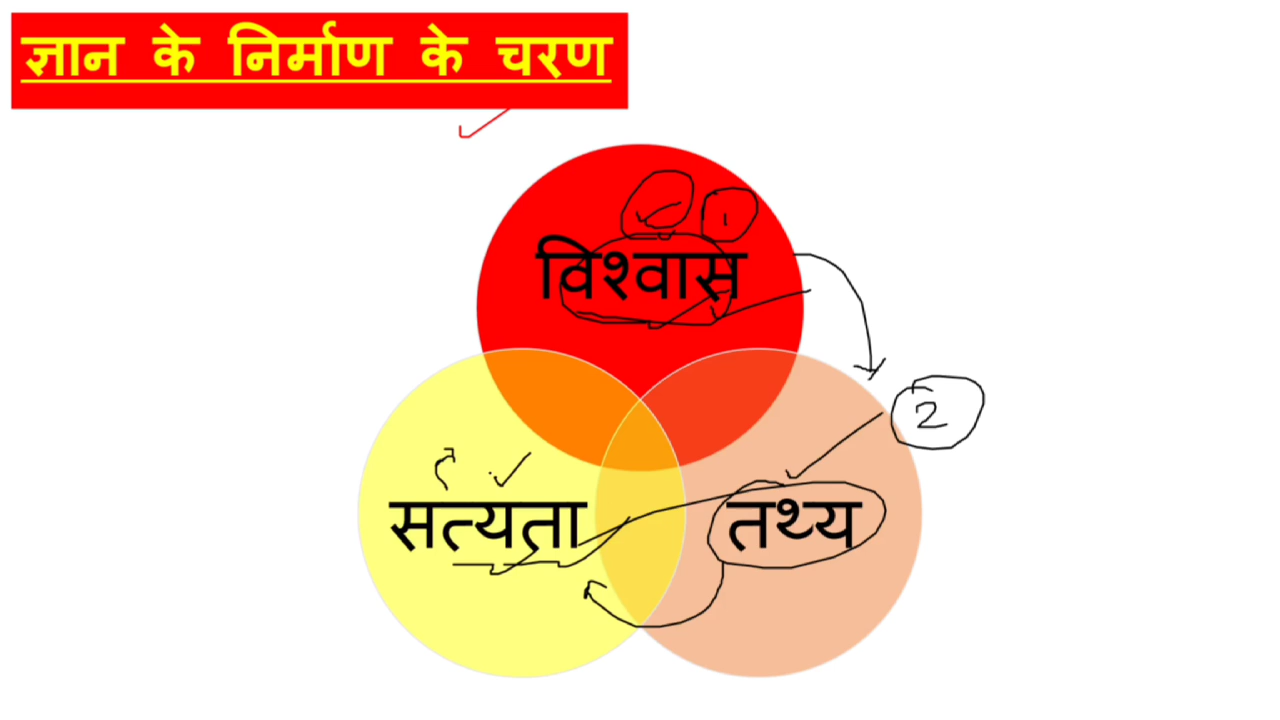 ज्ञान के निर्माण के चरण
1
विश्वास
2
सत्यता
तथ्य